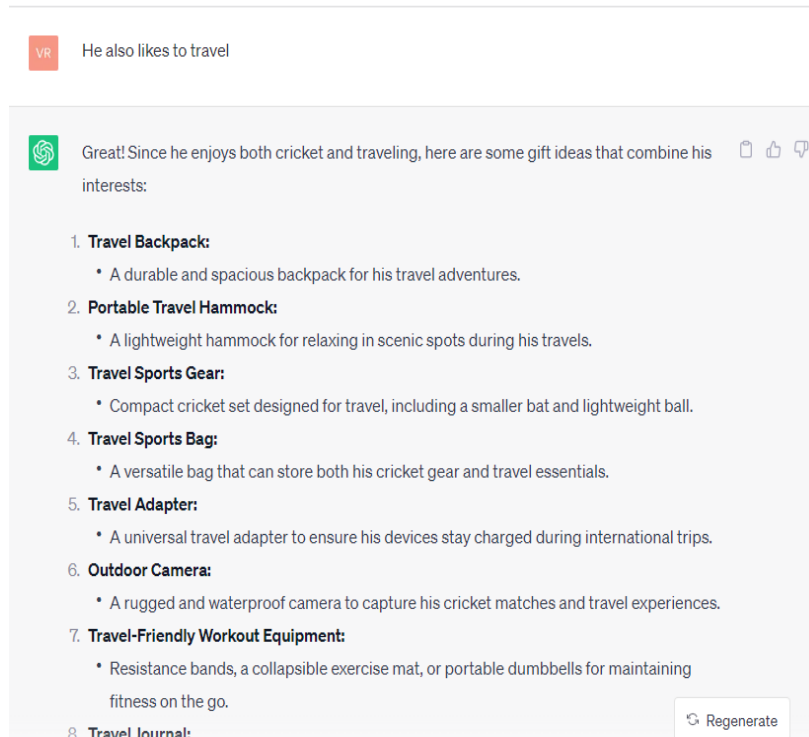 VR
He also likes to travel
Great! Since he enjoys both cricket and traveling, here are some gift ideas that combine his
interests:
1. Travel Backpack:
• A durable and spacious backpack for his travel adventures.
2. Portable Travel Hammock:
• A lightweight hammock for relaxing in scenic spots during his travels.
3. Travel Sports Gear:
• Compact cricket set designed for travel, including a smaller bat and lightweight ball.
4. Travel Sports Bag:
• A versatile bag that can store both his cricket gear and travel essentials.
5. Travel Adapter:
• A universal travel adapter to ensure his devices stay charged during international trips.
6. Outdoor Camera:
• A rugged and waterproof camera to capture his cricket matches and travel experiences.
7. Travel-Friendly Workout Equipment:
• Resistance bands, a collapsible exercise mat, or portable dumbbells for maintaining
fitness on the go.
8. Travel Journal:
Regenerate